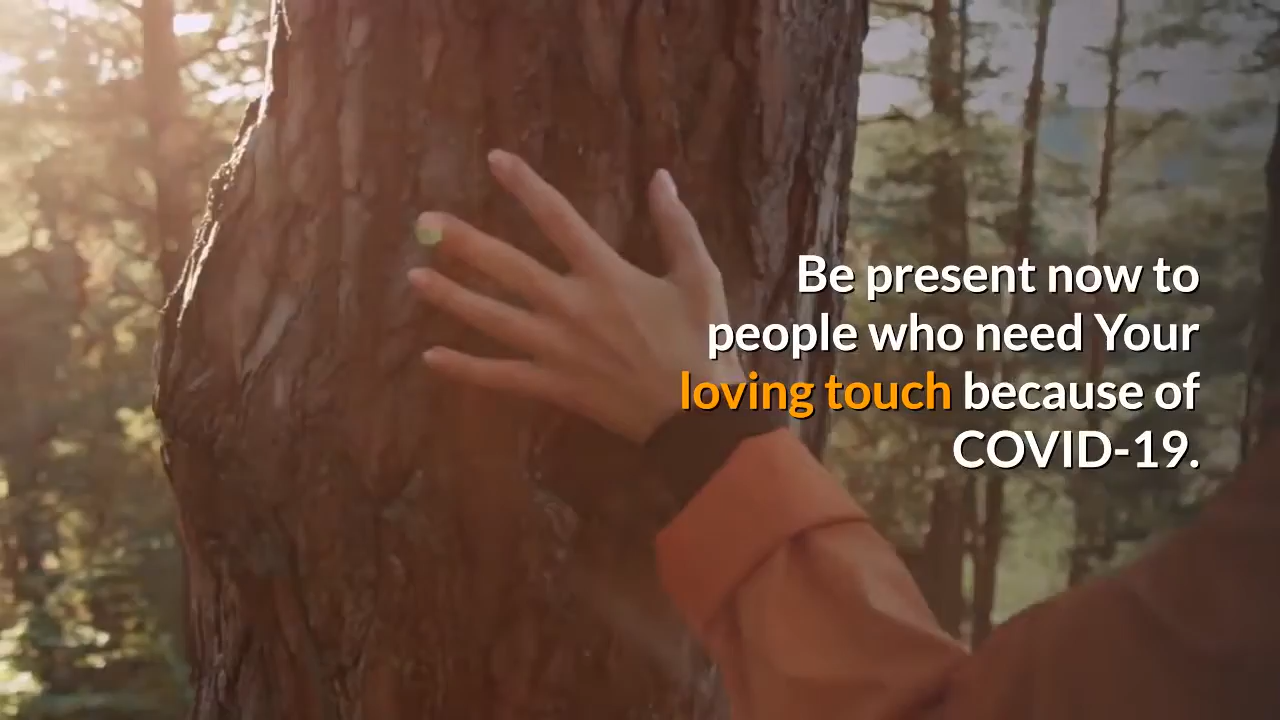 Be present now to
people who need Your
loving touch because of
COVID-19.